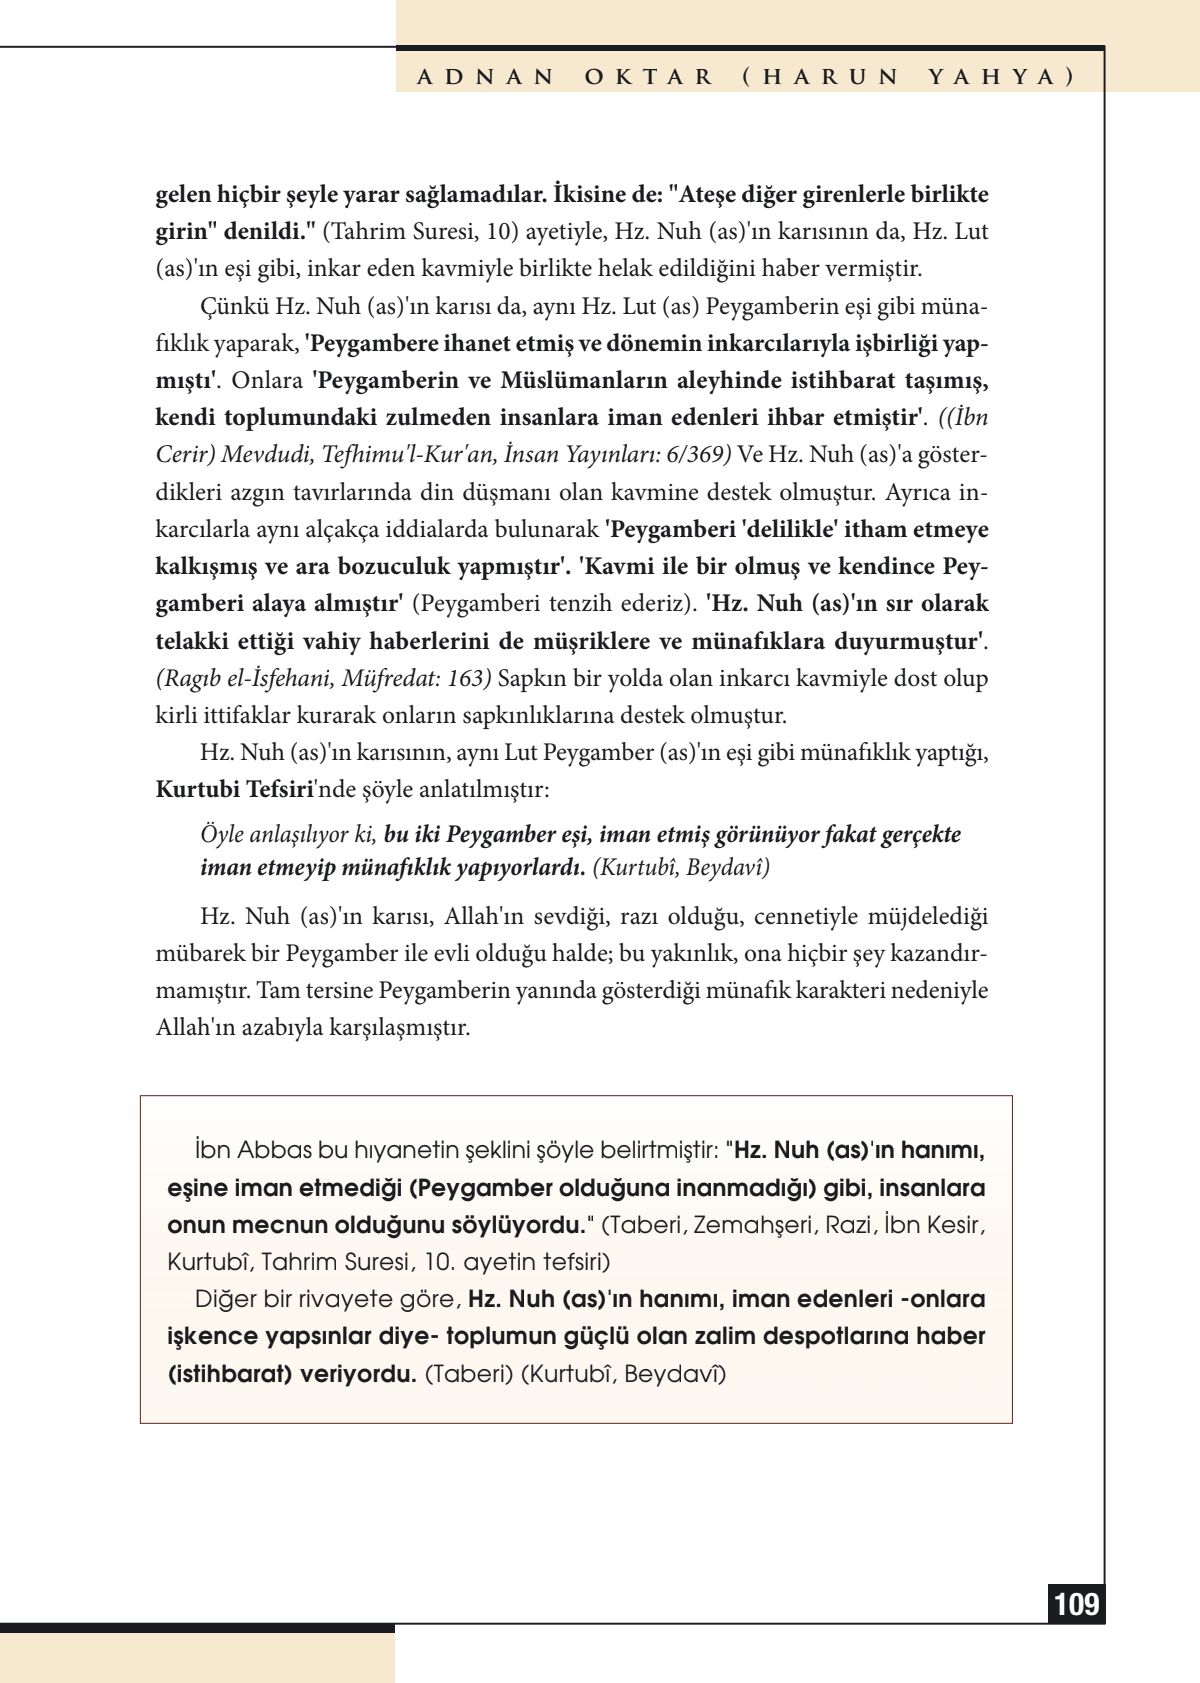 ADNAN OKTAR (HARUN YAHYA)
gelen hiçbir şeyle yarar sağlamadılar. İkisine de: "Ateşe diğer girenlerle birlikte
girin" denildi." (Tahrim Suresi, 10) ayetiyle, Hz. Nuh (as)'ın karısının da, Hz. Lut
(as)'ın eşi gibi, inkar eden kavmiyle birlikte helak edildiğini haber vermiştir.
Çünkü Hz. Nuh (as)'ın karısı da, aynı Hz. Lut (as) Peygamberin eşi gibi müna-
fıklık yaparak, 'Peygambere ihanet etmiş ve dönemin inkarcılarıyla işbirliği yap-
mıştı'. Onlara 'Peygamberin ve Müslümanların aleyhinde istihbarat taşımış,
kendi toplumundaki zulmeden insanlara iman edenleri ihbar etmiştir'. ((İbn
Cerir) Mevdudi, Tefhimu'l-Kur'an, İnsan Yayınları: 6/369) Ve Hz. Nuh (as)'a göster-
dikleri azgın tavırlarında din düşmanı olan kavmine destek olmuştur. Ayrıca in-
karcılarla aynı alçakça iddialarda bulunarak 'Peygamberi 'delilikle' itham etmeye
kalkışmış ve ara bozuculuk yapmıştır'. 'Kavmi ile bir olmuş ve kendince Pey-
gamberi alaya almıştır' (Peygamberi tenzih ederiz). 'Hz. Nuh (as)'ın sır olarak
telakki ettiği vahiy haberlerini de müşriklere ve münafıklara duyurmuştur'.
(Ragıb el-İsfehani, Müfredat: 163) Sapkın bir yolda olan inkarcı kavmiyle dost olup
kirli ittifaklar kurarak onların sapkınlıklarına destek olmuştur.
Hz. Nuh (as)'ın karısının, aynı Lut Peygamber (as)'ın eşi gibi münafıklık yaptığı,
Kurtubi Tefsiri'nde şöyle anlatılmıştır:
Öyle anlaşılıyor ki, bu iki Peygamber eşi, iman etmiş görünüyor fakat gerçekte
iman etmeyip münafıklık yapıyorlardı. (Kurtubî, Beydavî)
Hz. Nuh (as)'ın karısı, Allah'ın sevdiği, razı olduğu, cennetiyle müjdelediği
mübarek bir Peygamber ile evli olduğu halde; bu yakınlık, ona hiçbir şey kazandır-
mamıştır. Tam tersine Peygamberin yanında gösterdiği münafık karakteri nedeniyle
Allah'ın azabıyla karşılaşmıştır.
İbn Abbas bu hıyanetin şeklini şöyle belirtmiştir: "Hz. Nuh (as)'ın hanımı,
eşine iman etmediği (Peygamber olduğuna inanmadığı) gibi, insanlara
onun mecnun olduğunu söylüyordu." (Taberi, Zemahşeri, Razi, İbn Kesir,
Kurtubî, Tahrim Suresi, 10. ayetin tefsiri)
Diğer bir rivayete göre, Hz. Nuh (as)'ın hanımı, iman edenleri -onlara
işkence yapsınlar diye- toplumun güçlü olan zalim despotlarına haber
(istihbarat) veriyordu. (Taberi) (Kurtubî, Beydavî)
109